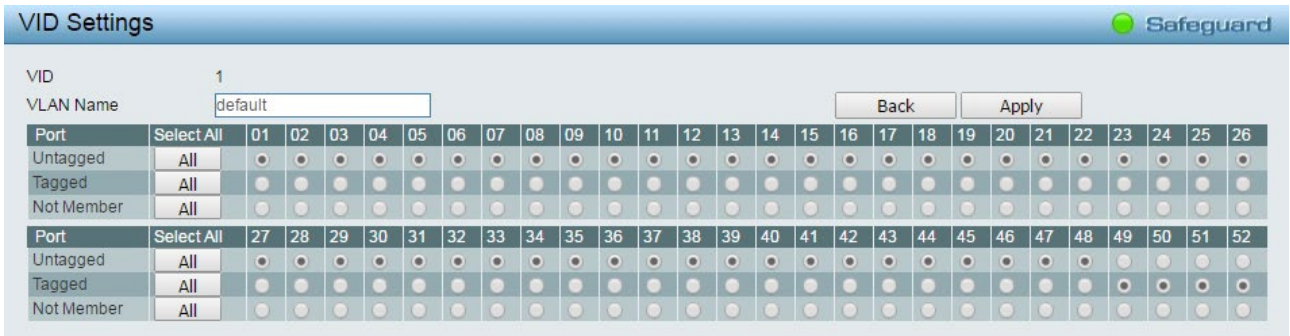 VID Settings
Safeguard
VID 1
VLAN Name default Back Apply
Port Select All 01 02 03 04 05 06 07 08 09 10 11 12 13 14 15 16 17 18 19 20 21 22 23 24 25 26
Untagged All
Tagged All
Not Member All
Port Select All 27 28 29 30 31 32 33 34 35 36 37 38 39 40 41 42 43 44 45 46 47 48 49 50 51 52
Untagged All
Tagged All
Not Member All